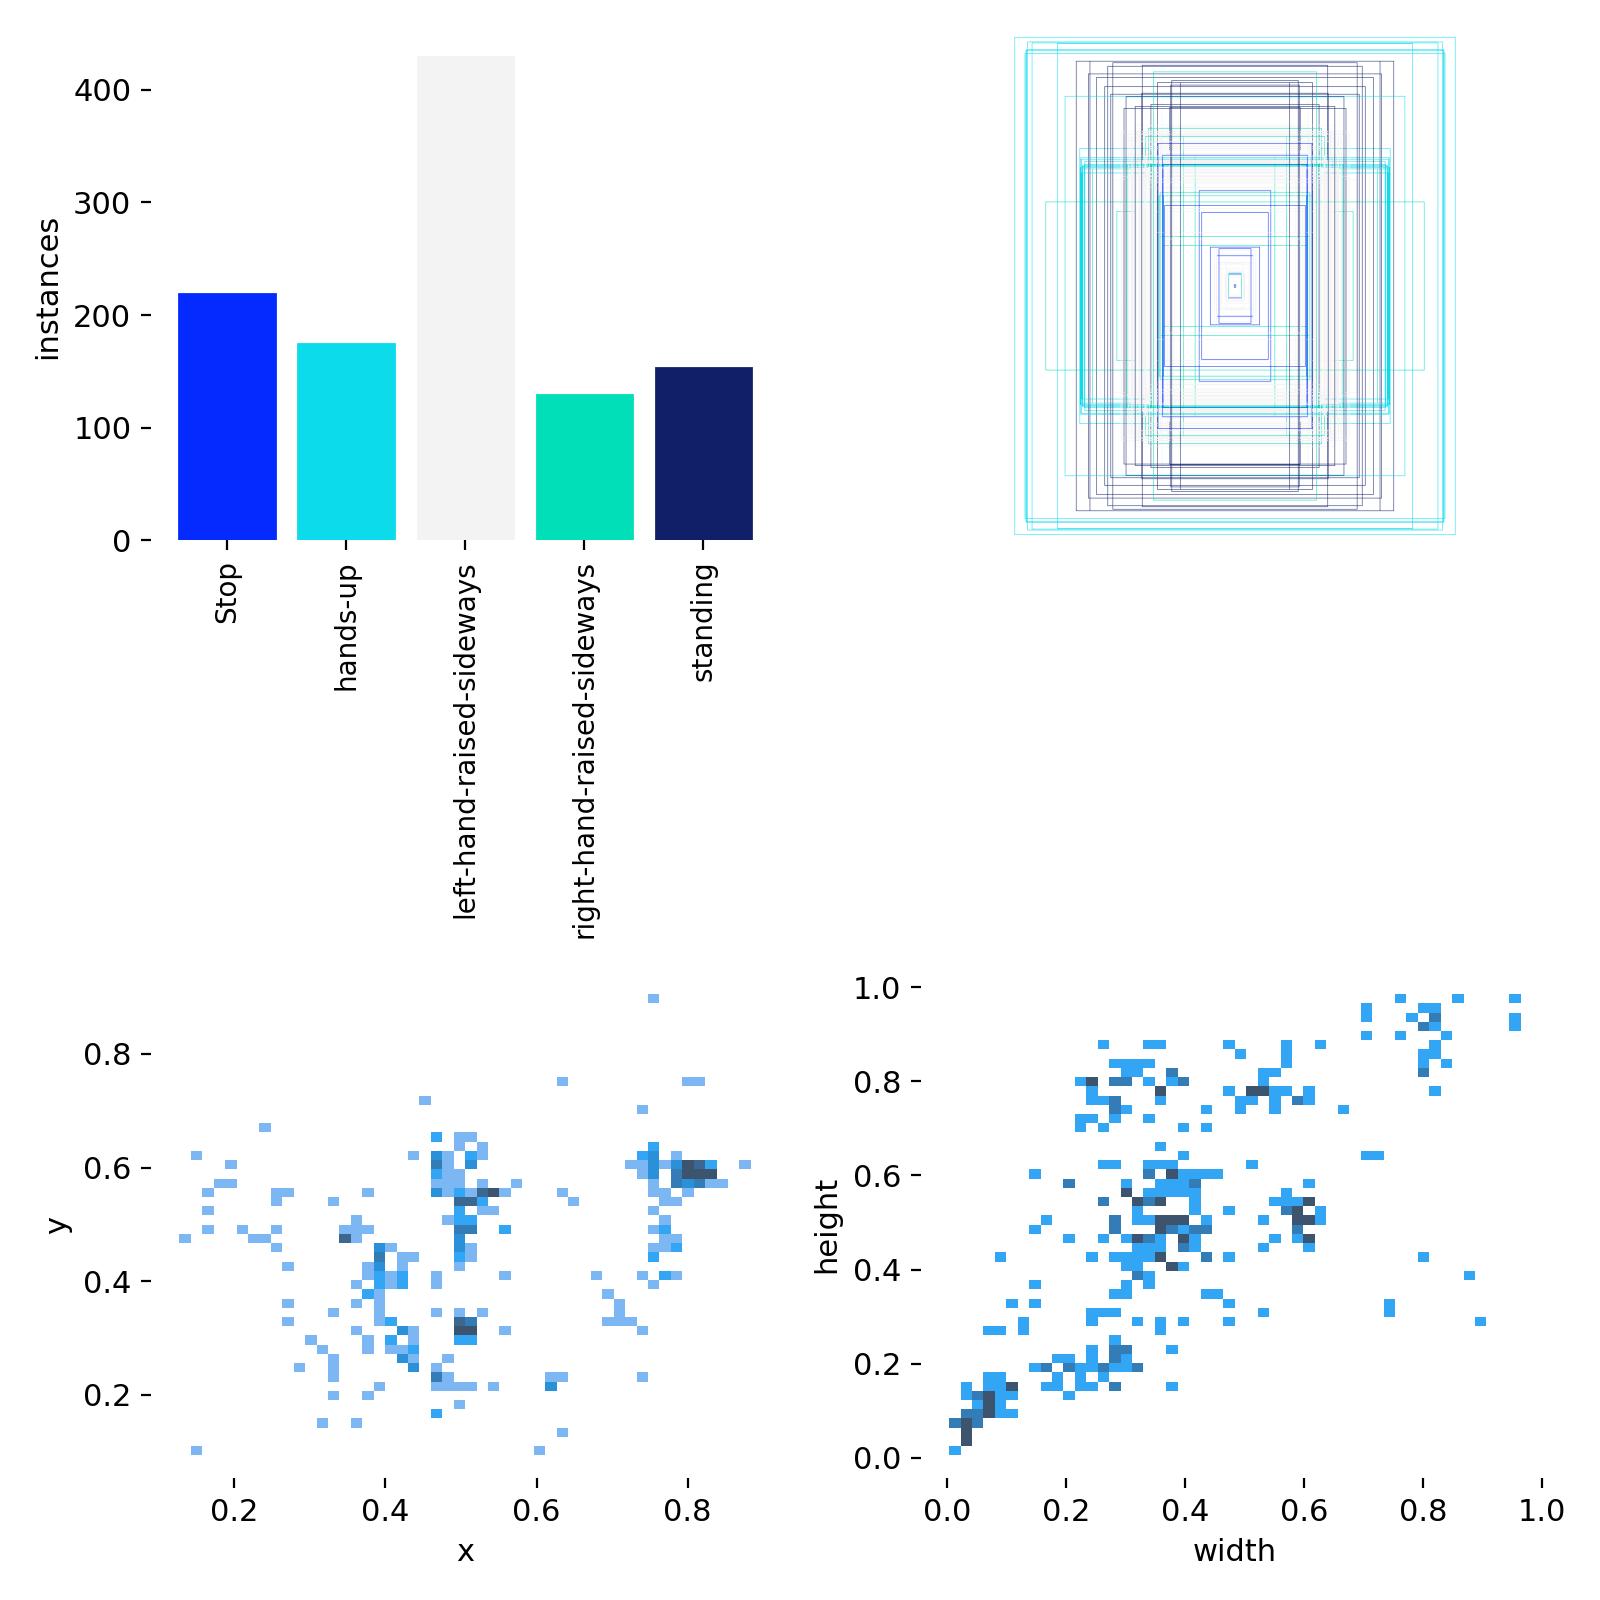 400
300
200
100
0
instances
Stop
hands-up
left-hand-raised-sideways
right-hand-raised-sideways
standing
0.8
0.6
0.4
0.2
y
0.2 0.4 0.6 0.8
x
1.0
0.8
0.6
0.4
0.2
0.0
height
0.0 0.2 0.4 0.6 0.8 1.0
width